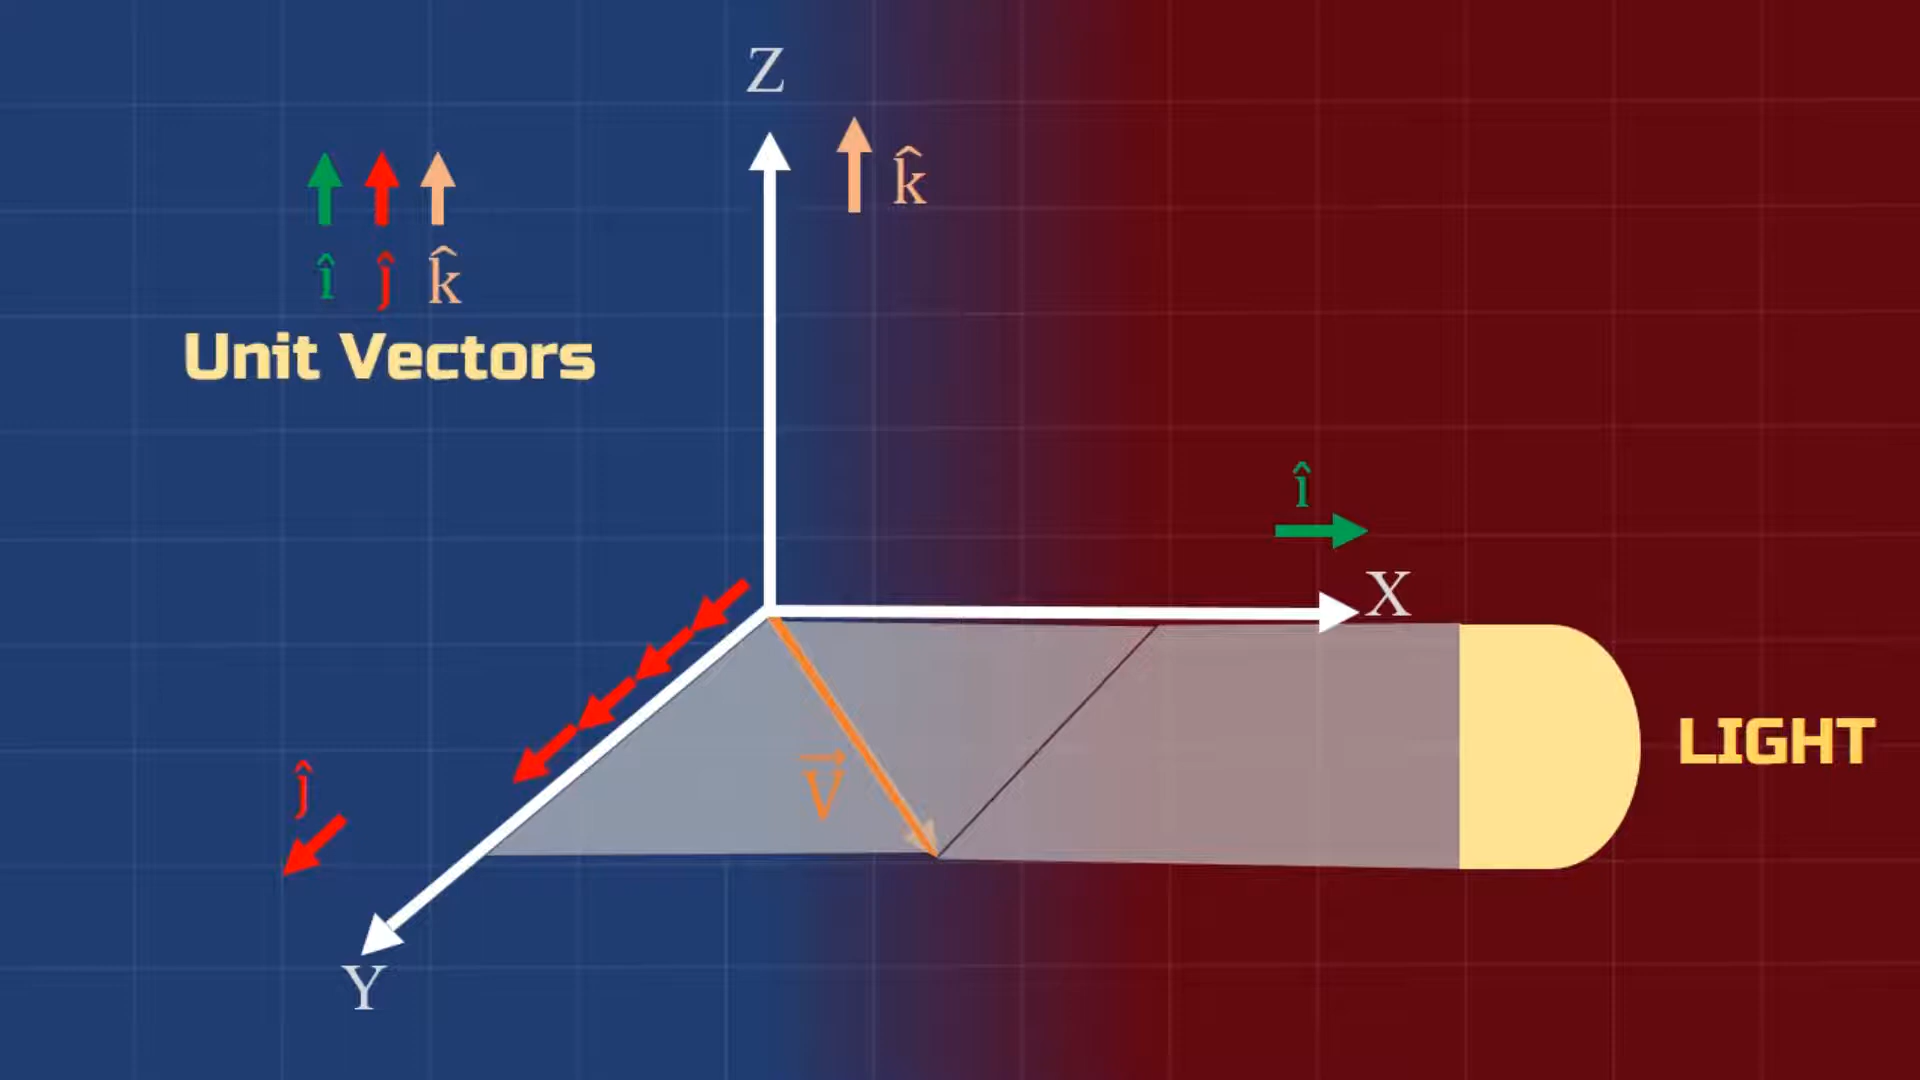 Z
k̂
î ĵ k̂
Unit Vectors
î
X
V⃗
LIGHT
ĵ
Y